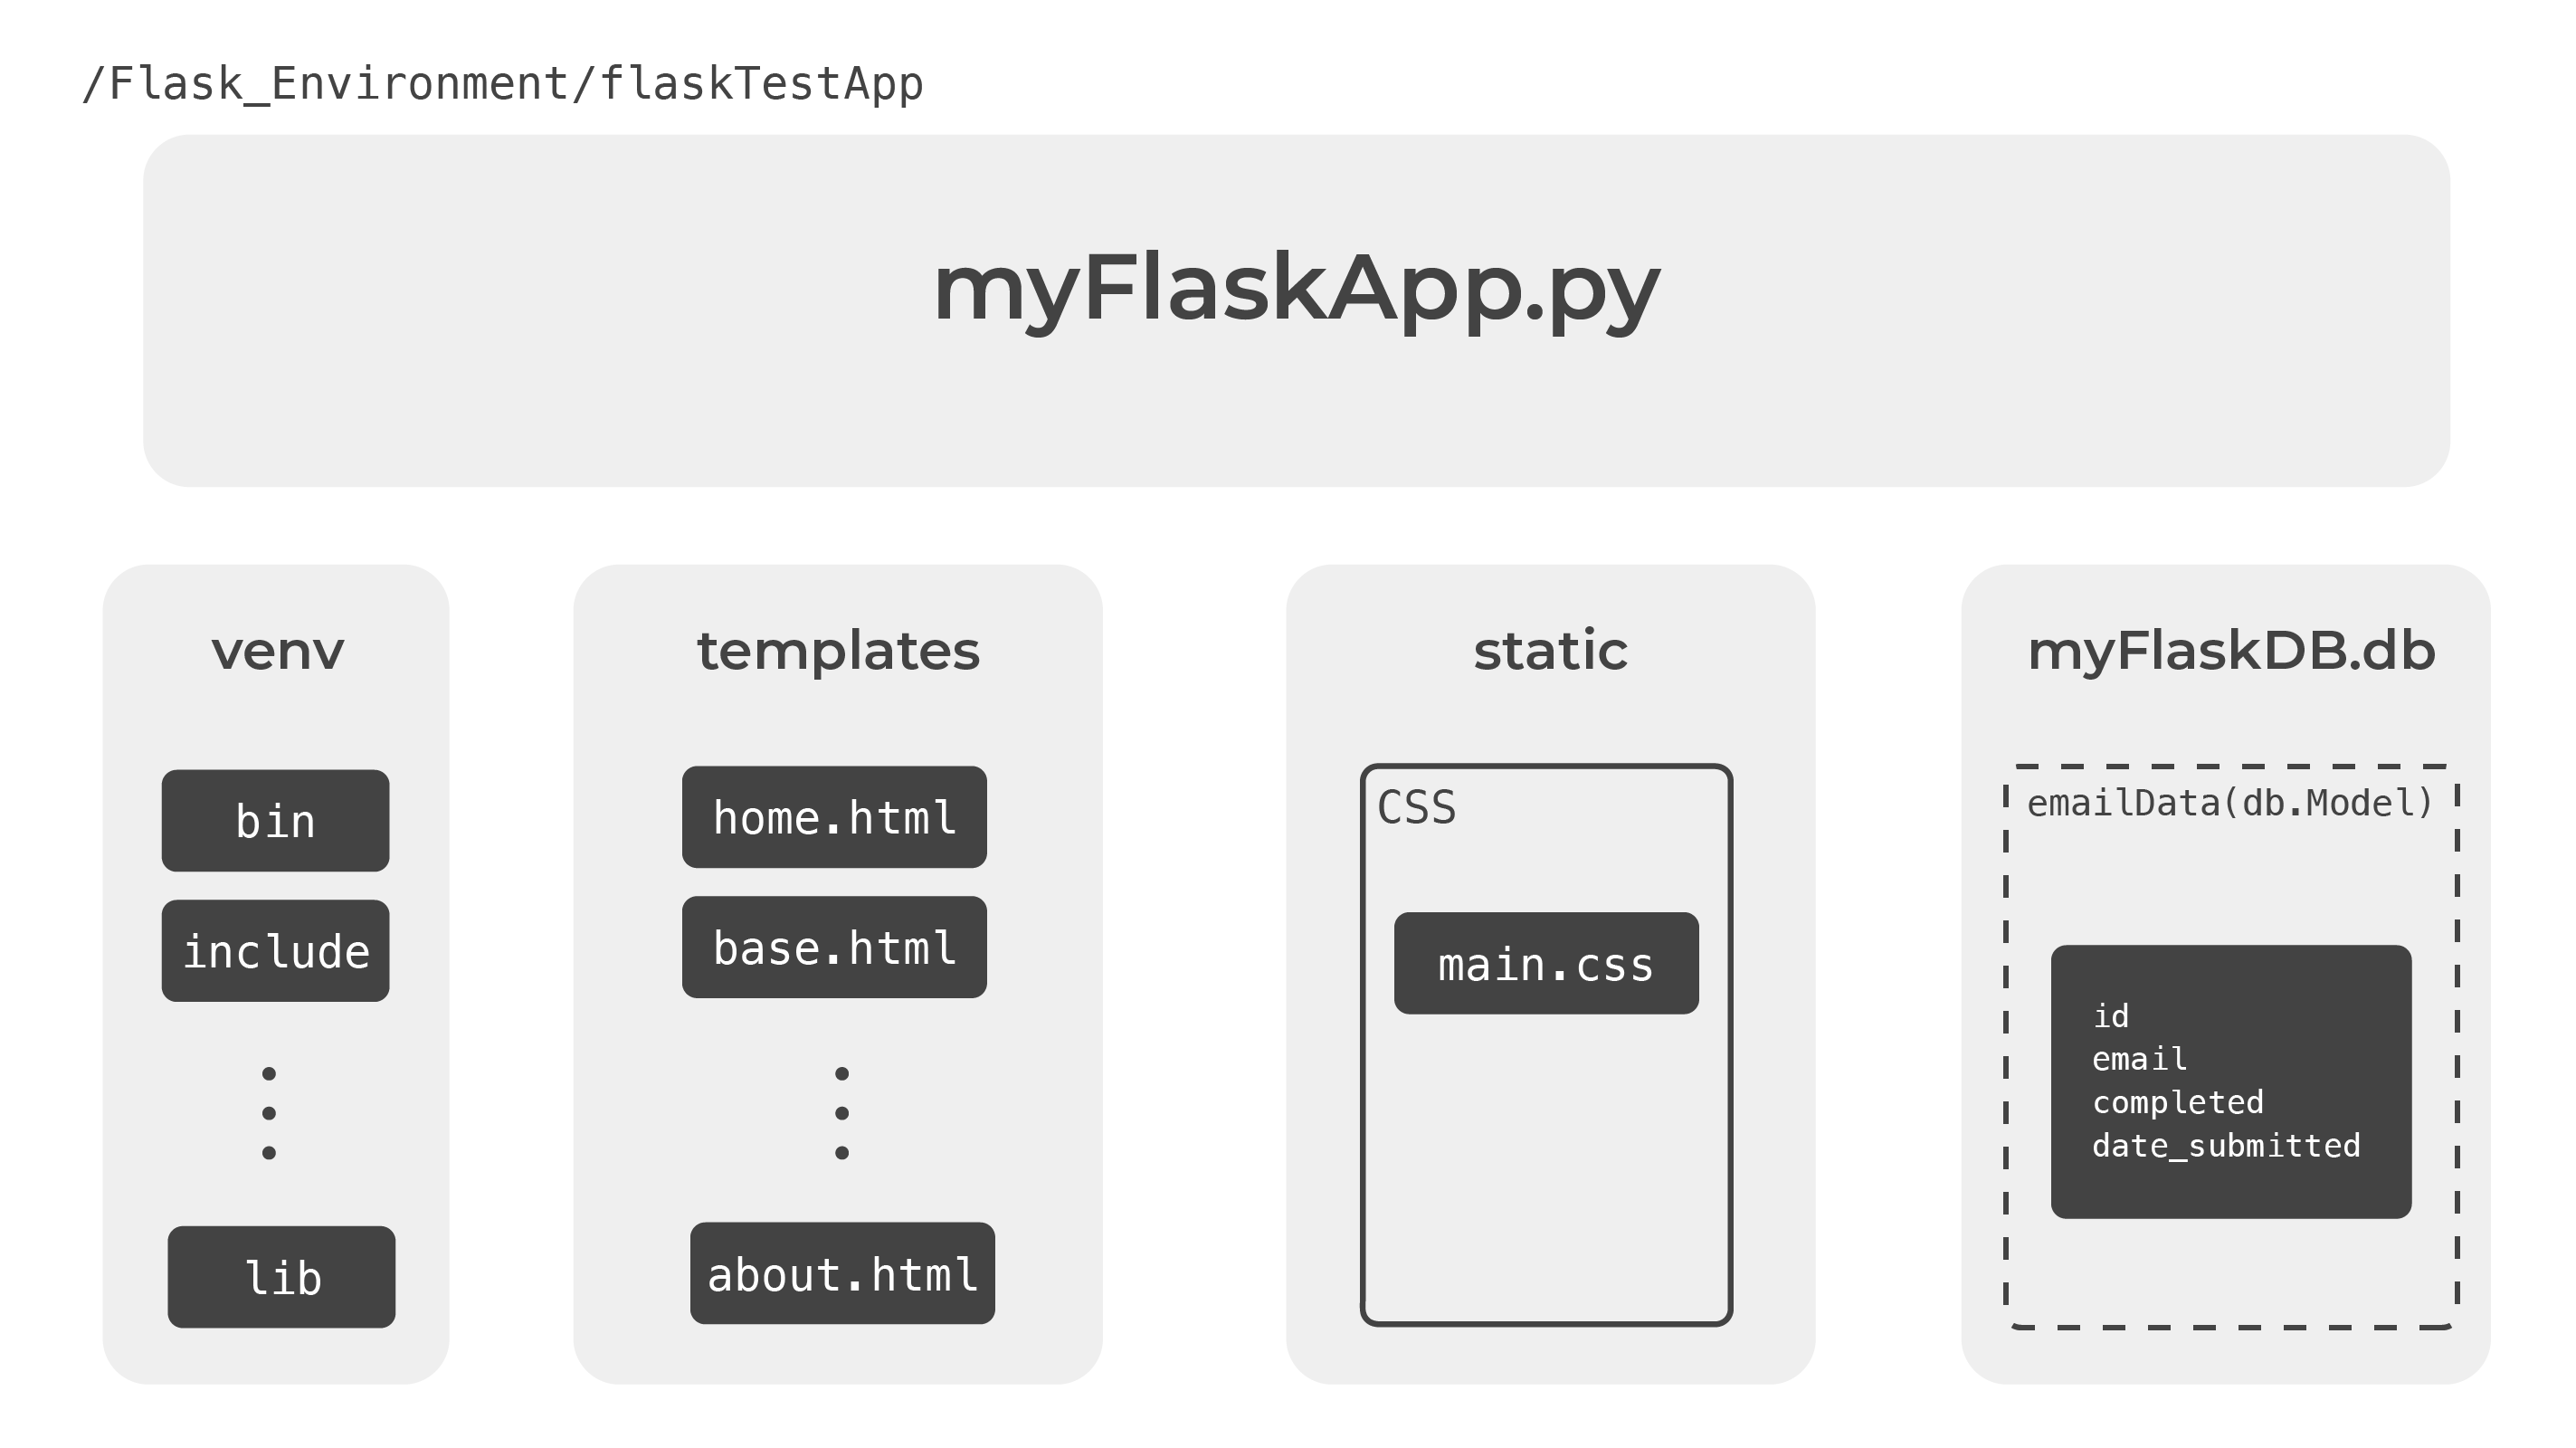 /Flask_Environment/flaskTestApp
myFlaskApp.py
venv
bin
include
lib
templates
home.html
base.html
about.html
static
CSS
main.css
myFlaskDB.db
emailData(db.Model)
id
email
completed
date_submitted